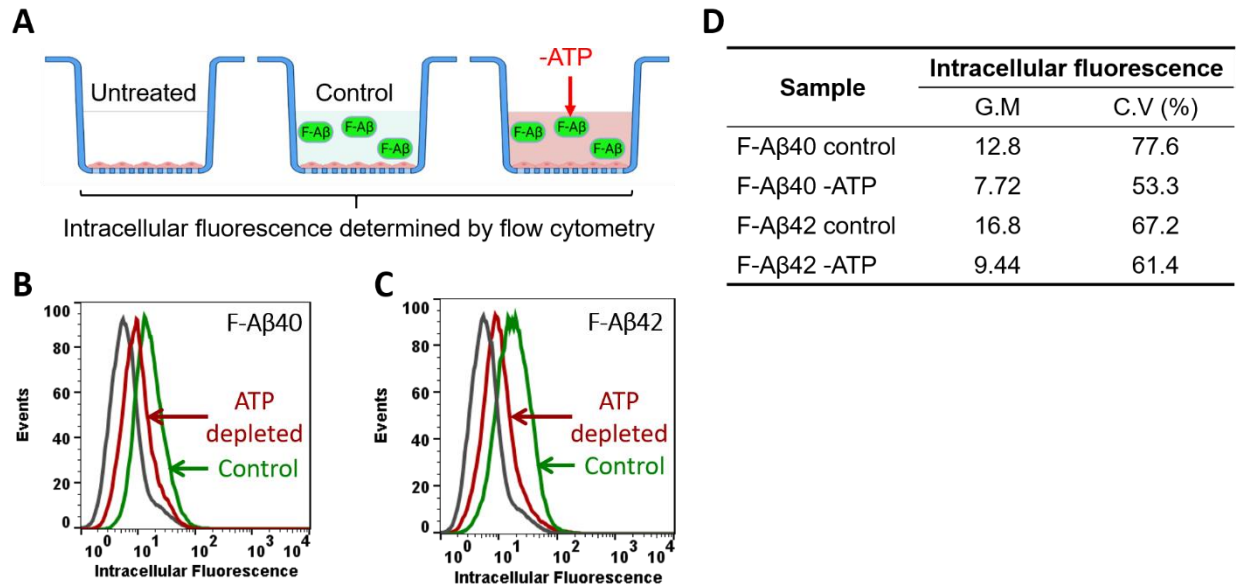 A
Untreated
Control
-ATP
F-Aβ
F-Aβ
F-Aβ
F-Aβ
F-Aβ
F-Aβ
Intracellular fluorescence determined by flow cytometry
B
F-Aβ40
ATP
depleted
Control
Events
100
80
60
40
20
0
10⁰ 10¹ 10² 10³ 10⁴
Intracellular Fluorescence
C
F-Aβ42
ATP
depleted
Control
Events
100
80
60
40
20
0
10⁰ 10¹ 10² 10³ 10⁴
Intracellular Fluorescence
D
Sample Intracellular fluorescence
G.M C.V (%)
F-Aβ40 control 12.8 77.6
F-Aβ40 -ATP 7.72 53.3
F-Aβ42 control 16.8 67.2
F-Aβ42 -ATP 9.44 61.4